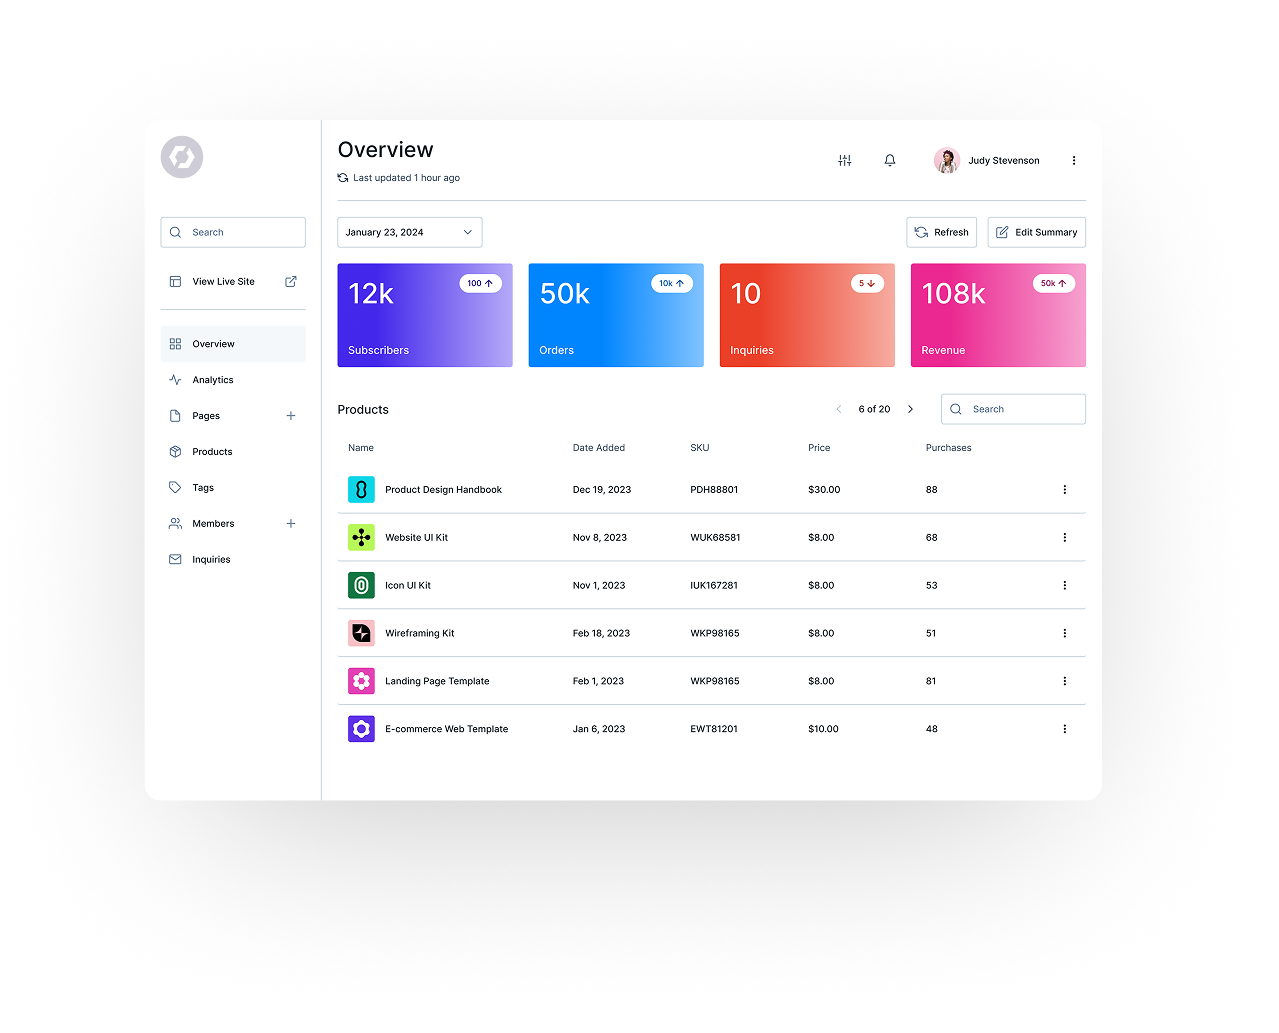 Overview
Last updated 1 hour ago
Judy Stevenson
Search
View Live Site
Overview
Analytics
Pages
Products
Tags
Members
Inquiries
January 23, 2024
Refresh
Edit Summary
12k
100
Subscribers
50k
10k
Orders
10
5
Inquiries
108k
50k
Revenue
Products
6 of 20
Search
Name Date Added SKU Price Purchases
Product Design Handbook Dec 19, 2023 PDH88801 $30.00 88
Website UI Kit Nov 8, 2023 WUK68581 $8.00 68
Icon UI Kit Nov 1, 2023 IUK167281 $8.00 53
Wireframing Kit Feb 18, 2023 WKP98165 $8.00 51
Landing Page Template Feb 1, 2023 WKP98165 $8.00 81
E-commerce Web Template Jan 6, 2023 EWT81201 $10.00 48